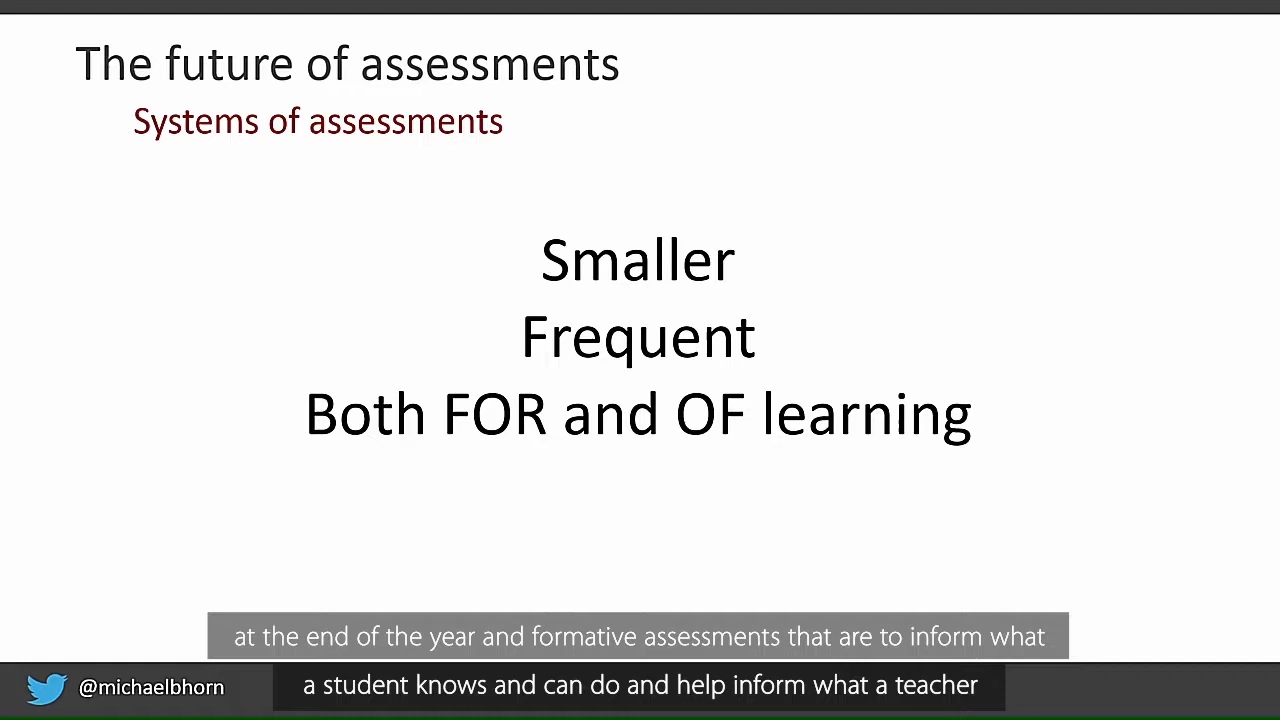 The future of assessments
Systems of assessments
Smaller
Frequent
Both FOR and OF learning
at the end of the year and formative assessments that are to inform what
a student knows and can do and help inform what a teacher
@michaelbhorn